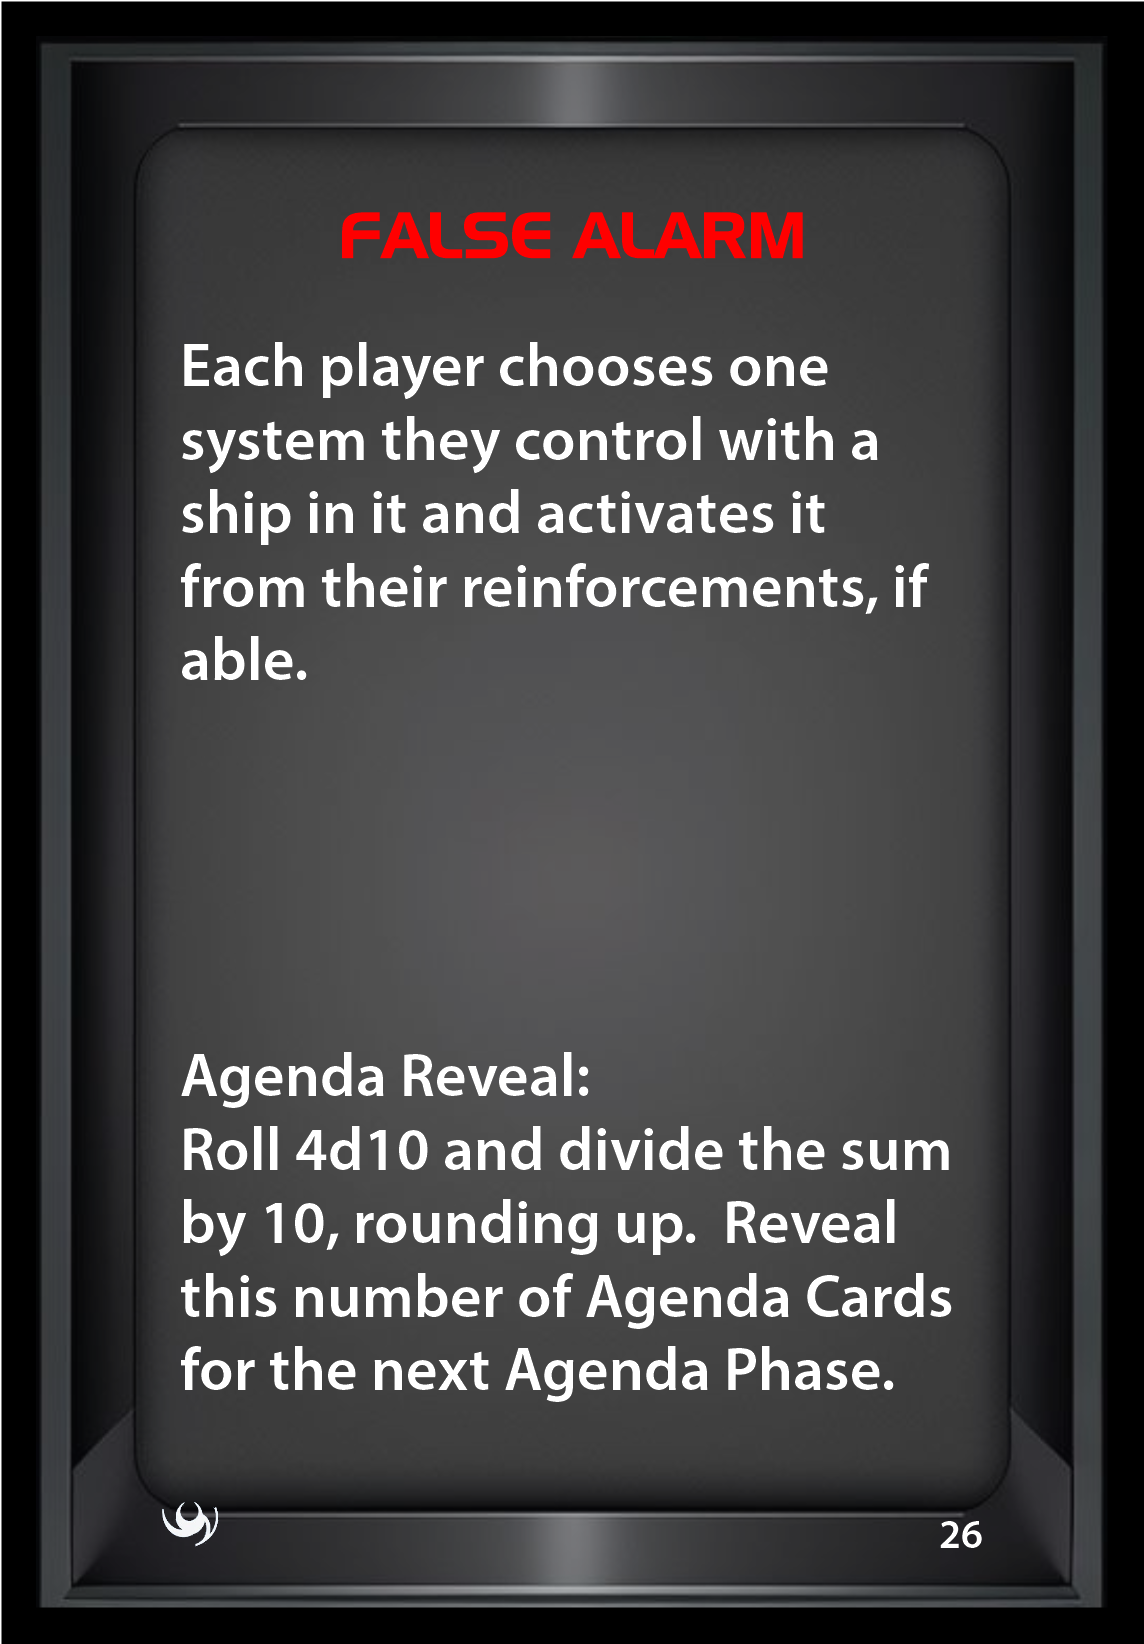 FALSE ALARM
Each player chooses one
system they control with a
ship in it and activates it
from their reinforcements, if
able.
Agenda Reveal:
Roll 4d10 and divide the sum
by 10, rounding up.  Reveal
this number of Agenda Cards
for the next Agenda Phase.
26